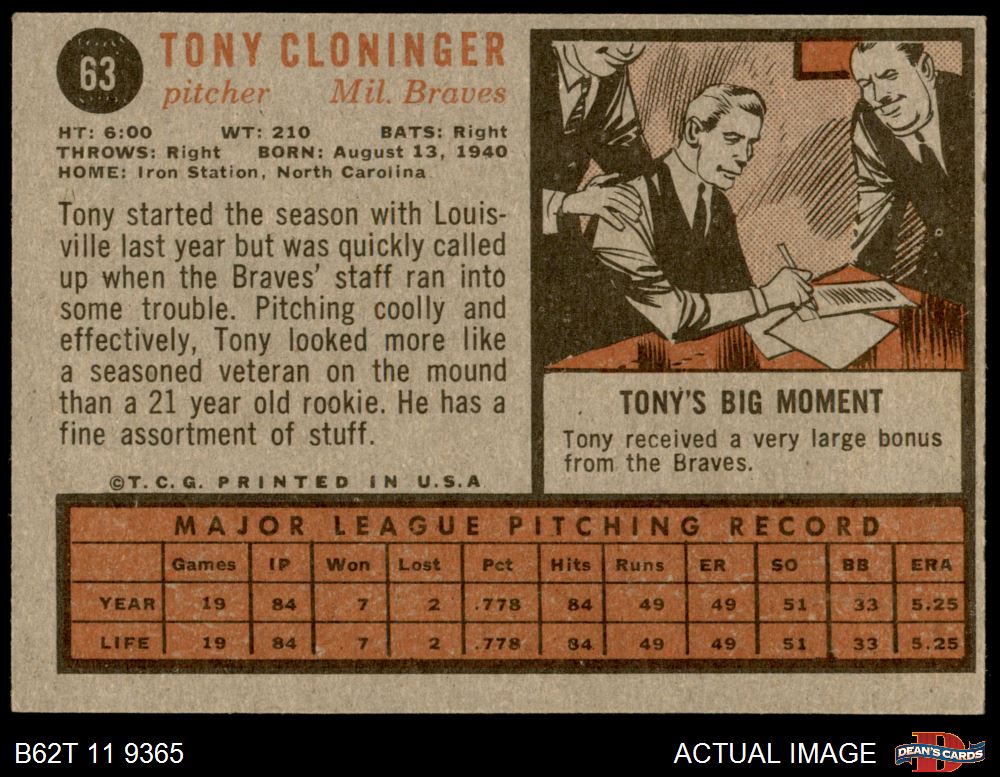 63
TONY CLONINGER
pitcher Mil. Braves
HT: 6:00 WT: 210 BATS: Right
THROWS: Right BORN: August 13, 1940
HOME: Iron Station, North Carolina
Tony started the season with Louis-
ville last year but was quickly called
up when the Braves' staff ran into
some trouble. Pitching coolly and
effectively, Tony looked more like
a seasoned veteran on the mound
than a 21 year old rookie. He has a
fine assortment of stuff.
©T.C.G. PRINTED IN U.S.A
TONY'S BIG MOMENT
Tony received a very large bonus
from the Braves.
MAJOR LEAGUE PITCHING RECORD
Games IP Won Lost Pct Hits Runs ER SO BB ERA
YEAR 19 84 7 2 .778 84 49 49 51 33 5.25
LIFE 19 84 7 2 .778 84 49 49 51 33 5.25
B62T 11 9365
ACTUAL IMAGE
DEAN'S CARDS